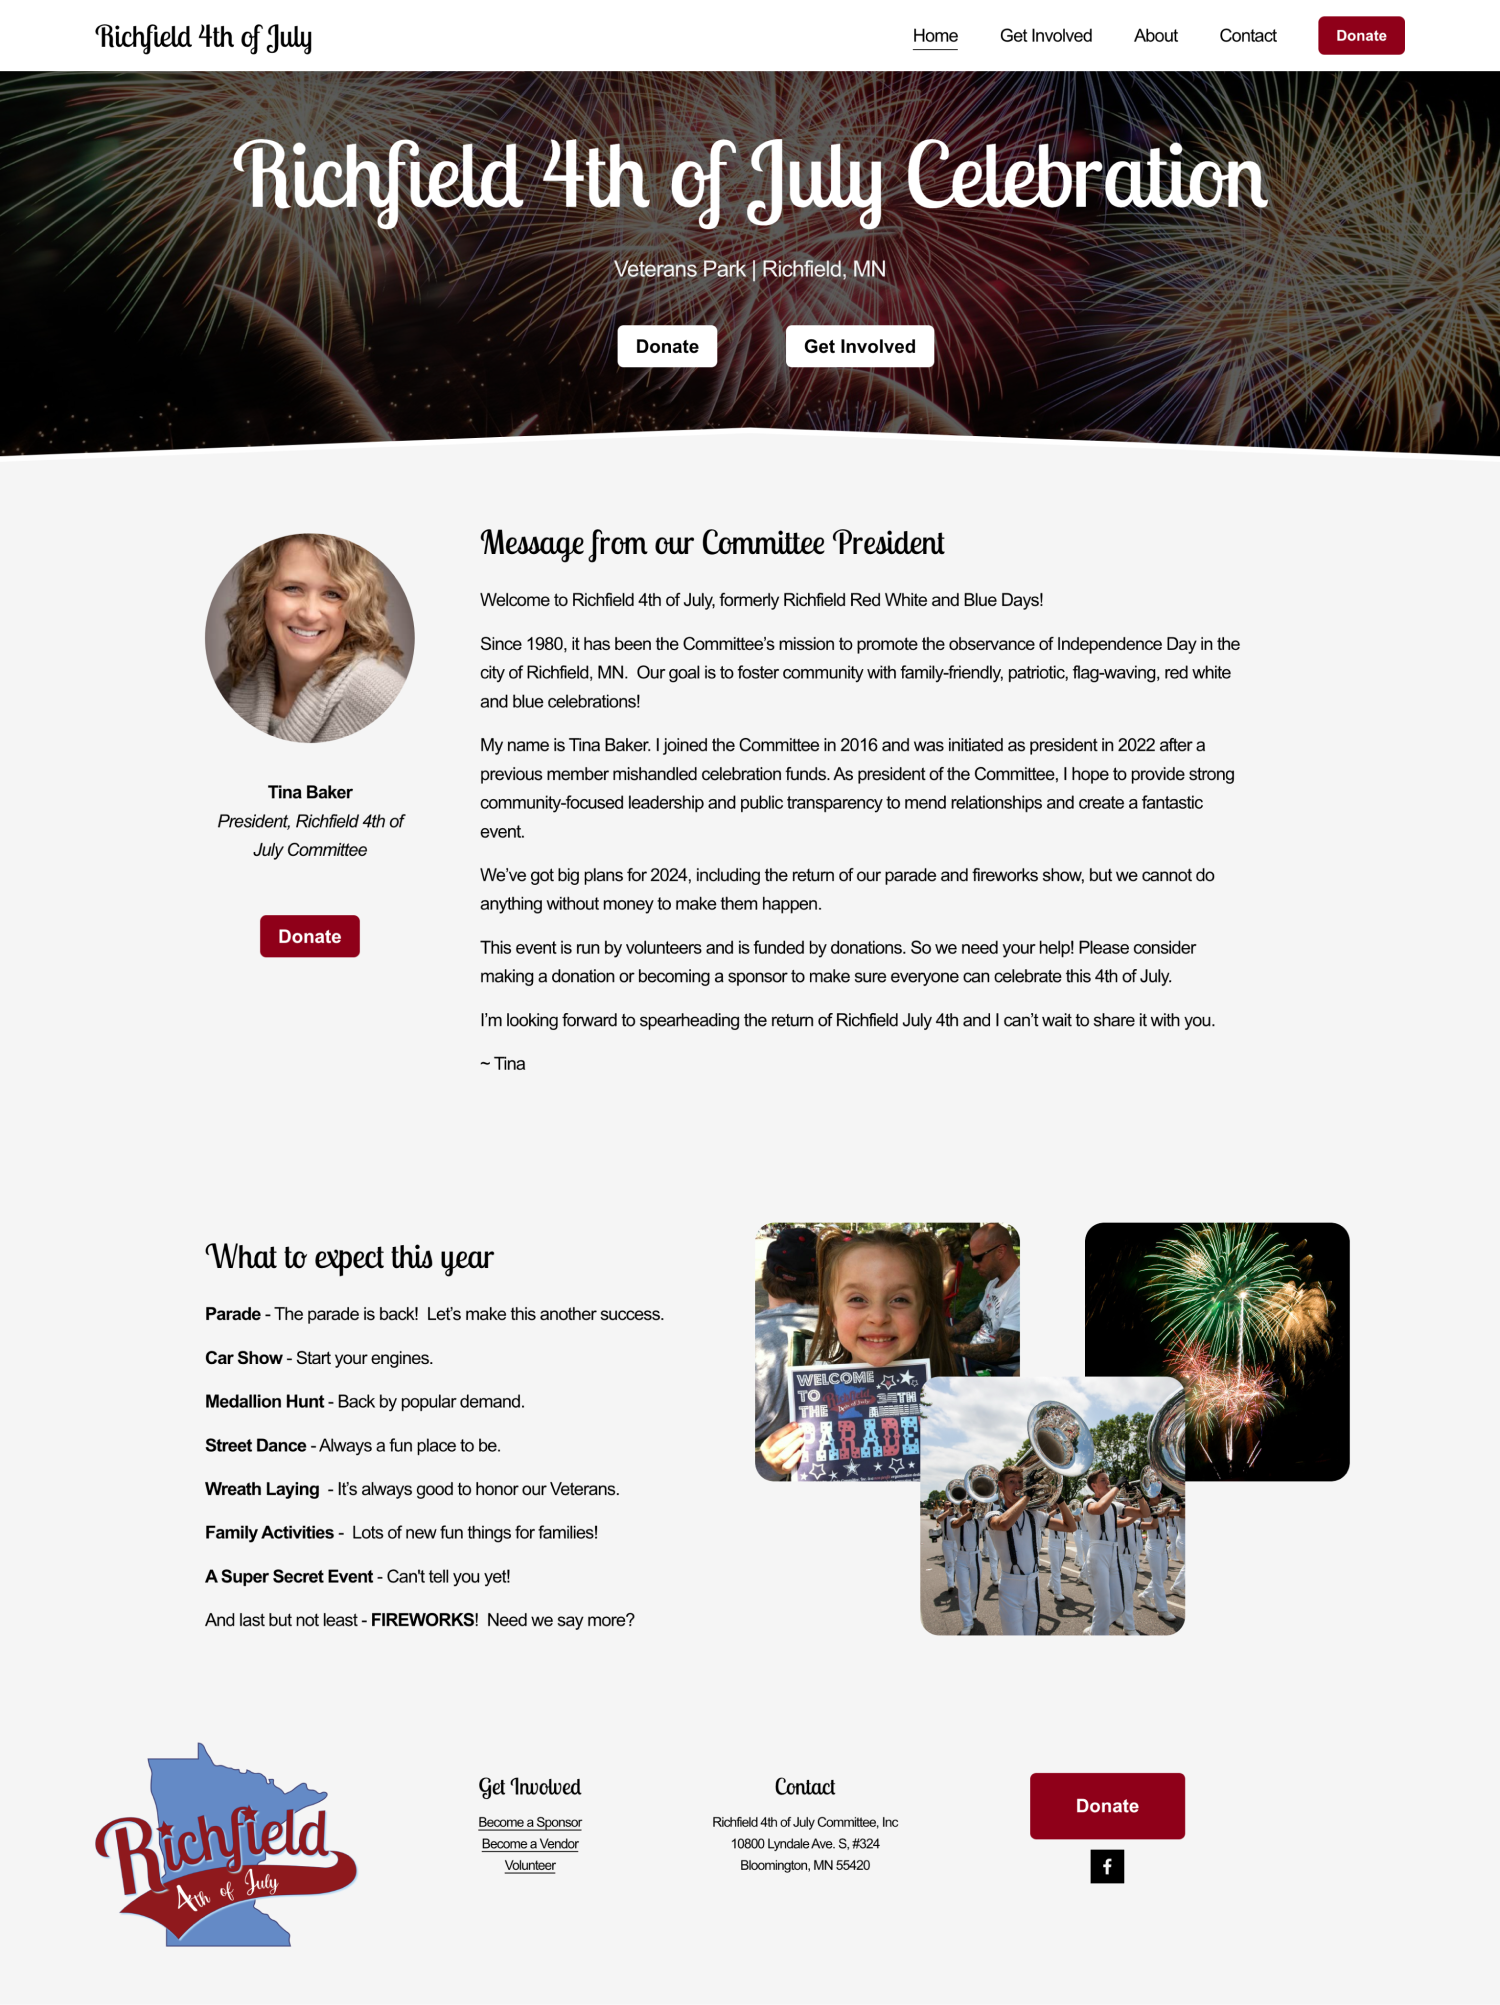 Richfield 4th of July
Home Get Involved About Contact Donate
Richfield 4th of July Celebration
Veterans Park | Richfield, MN
Donate Get Involved
Message from our Committee President
Welcome to Richfield 4th of July, formerly Richfield Red White and Blue Days!
Since 1980, it has been the Committee’s mission to promote the observance of Independence Day in the
city of Richfield, MN.  Our goal is to foster community with family-friendly, patriotic, flag-waving, red white
and blue celebrations!
My name is Tina Baker. I joined the Committee in 2016 and was initiated as president in 2022 after a
previous member mishandled celebration funds. As president of the Committee, I hope to provide strong
community-focused leadership and public transparency to mend relationships and create a fantastic
event.
We’ve got big plans for 2024, including the return of our parade and fireworks show, but we cannot do
anything without money to make them happen.
This event is run by volunteers and is funded by donations. So we need your help! Please consider
making a donation or becoming a sponsor to make sure everyone can celebrate this 4th of July.
I’m looking forward to spearheading the return of Richfield July 4th and I can’t wait to share it with you.
~ Tina
Tina Baker
President, Richfield 4th of
July Committee
Donate
What to expect this year
Parade - The parade is back!  Let’s make this another success.
Car Show - Start your engines.
Medallion Hunt - Back by popular demand.
Street Dance - Always a fun place to be.
Wreath Laying  - It’s always good to honor our Veterans.
Family Activities -  Lots of new fun things for families!
A Super Secret Event - Can't tell you yet!
And last but not least - FIREWORKS!  Need we say more?
WELCOME
TO
THE
PARADE
Richfield
4th of July
Get Involved
Become a Sponsor
Become a Vendor
Volunteer
Contact
Richfield 4th of July Committee, Inc
10800 Lyndale Ave. S, #324
Bloomington, MN 55420
Donate